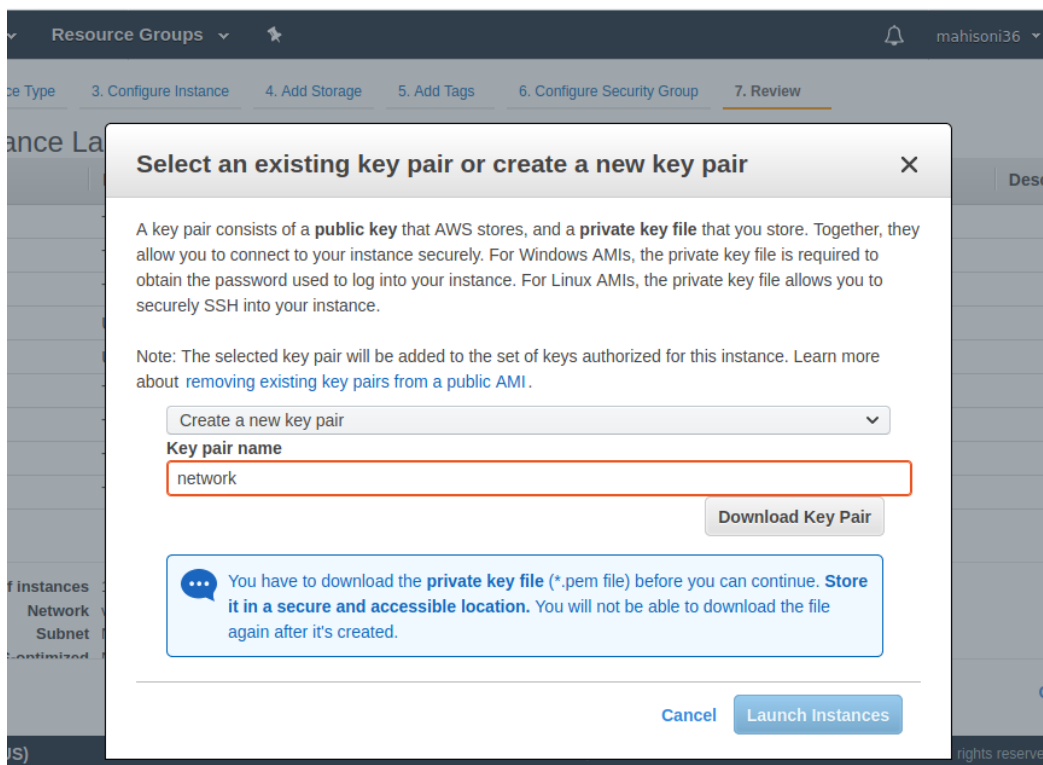 Resource Groups
mahisoni36
ce Type 3. Configure Instance 4. Add Storage 5. Add Tags 6. Configure Security Group 7. Review
ance La
Select an existing key pair or create a new key pair
Des
A key pair consists of a public key that AWS stores, and a private key file that you store. Together, they
allow you to connect to your instance securely. For Windows AMIs, the private key file is required to
obtain the password used to log into your instance. For Linux AMIs, the private key file allows you to
securely SSH into your instance.
Note: The selected key pair will be added to the set of keys authorized for this instance. Learn more
about removing existing key pairs from a public AMI.
Create a new key pair
Key pair name
network
Download Key Pair
You have to download the private key file (*.pem file) before you can continue. Store
it in a secure and accessible location. You will not be able to download the file
again after it's created.
f instances
Network
Subnet
-optimized
Cancel Launch Instances
US)
rights reserve